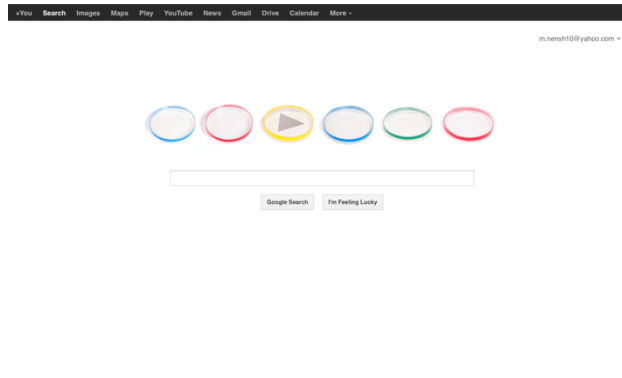 +You Search Images Maps Play YouTube News Gmail Drive Calendar More
m.nensh10@yahoo.com
Google Search I'm Feeling Lucky